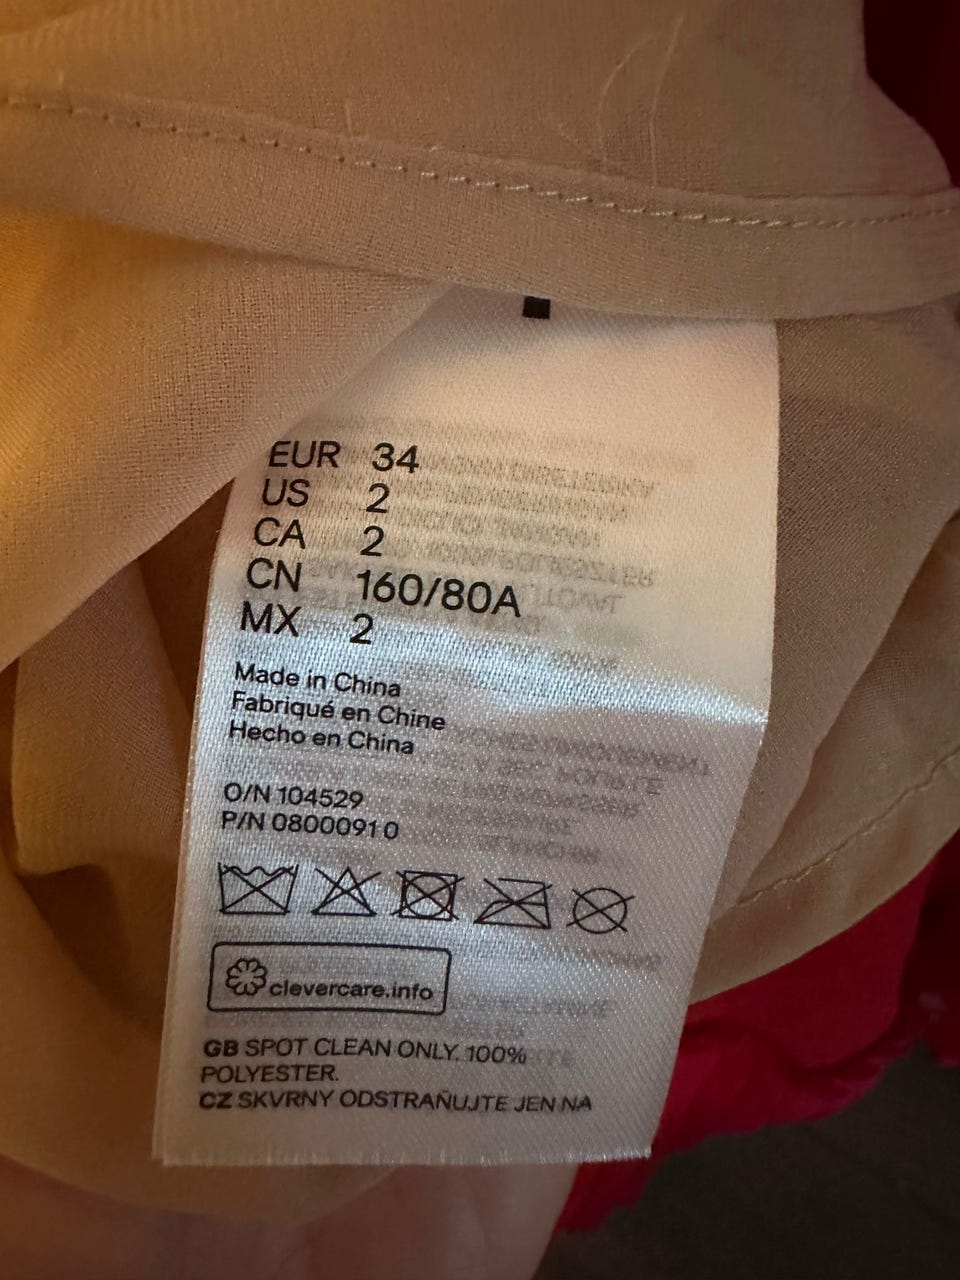 EUR 34
US 2
CA 2
CN 160/80A
MX 2
Made in China
Fabriqué en Chine
Hecho en China
O/N 104529
P/N 080009910
clevercare.info
GB SPOT CLEAN ONLY. 100%
POLYESTER.
CZ SKVRNY ODSTRAŇUJTE JEN NA